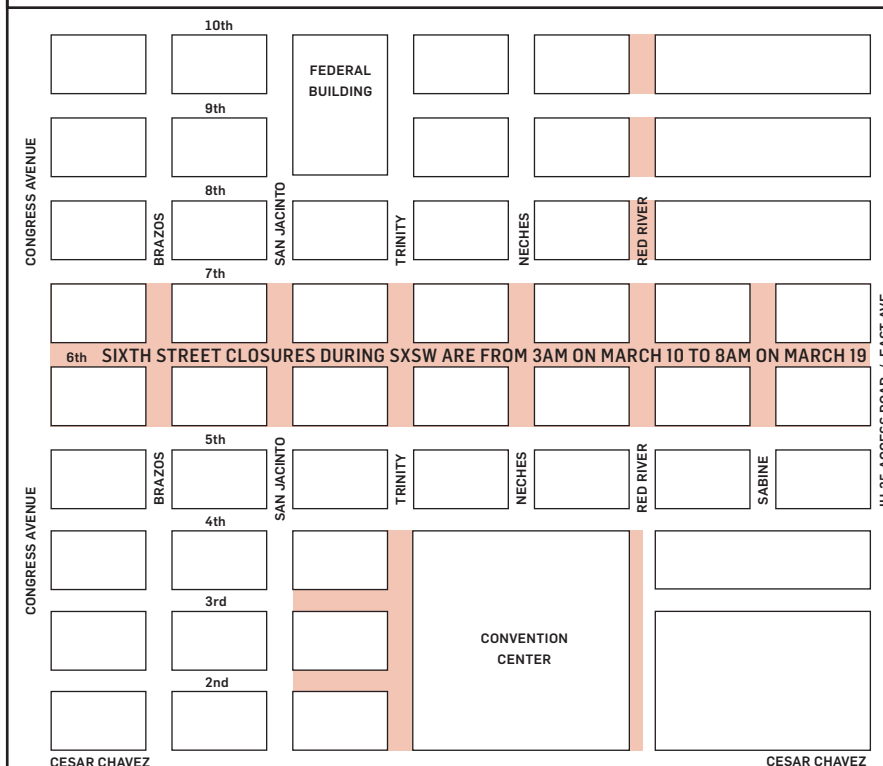 10th
FEDERAL
BUILDING
9th
CONGRESS AVENUE
8th
BRAZOS
SAN JACINTO
TRINITY
NECHES
RED RIVER
7th
6th SIXTH STREET CLOSURES DURING SXSW ARE FROM 3AM ON MARCH 10 TO 8AM ON MARCH 19
5th
BRAZOS
SAN JACINTO
TRINITY
NECHES
RED RIVER
SABINE
CONGRESS AVENUE
4th
3rd
CONVENTION
CENTER
2nd
CESAR CHAVEZ
CESAR CHAVEZ